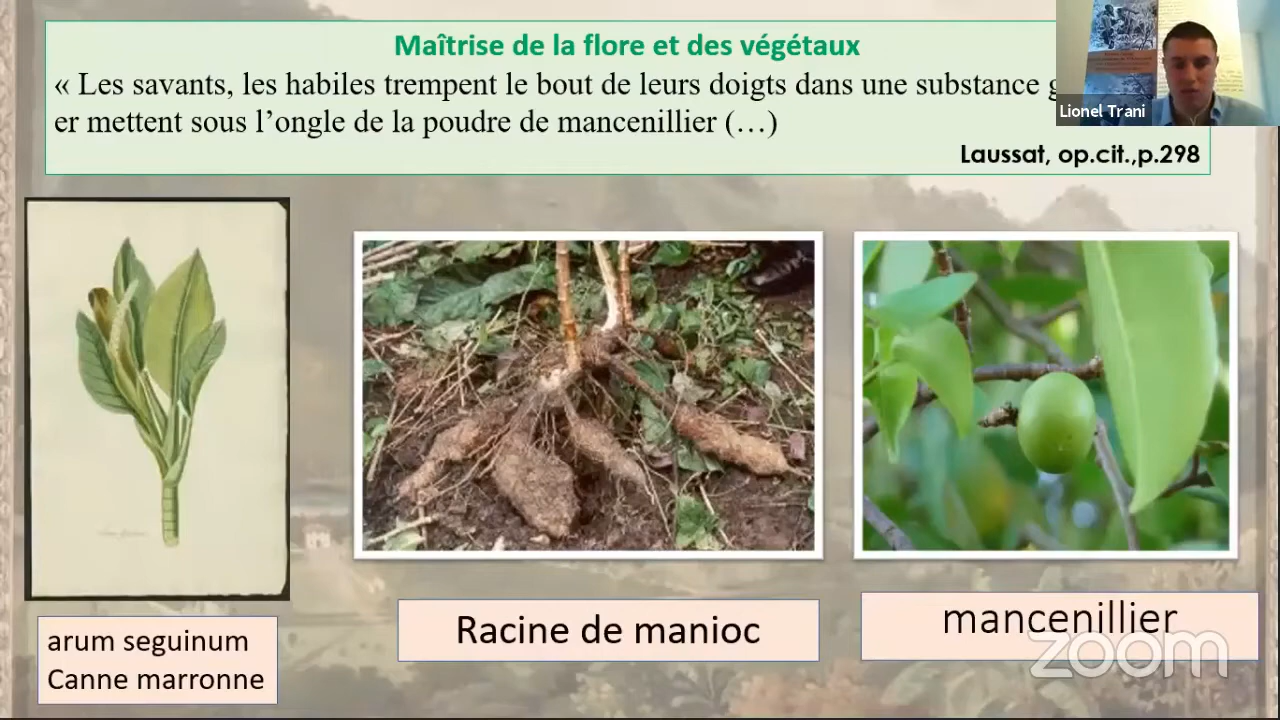 Maîtrise de la flore et des végétaux
« Les savants, les habiles trempent le bout de leurs doigts dans une substance
er mettent sous l’ongle de la poudre de mancenillier (…)
Laussat, op.cit.,p.298
Lionel Trani
arum seguinum
Canne marronne
Racine de manioc
mancenillier
zoom